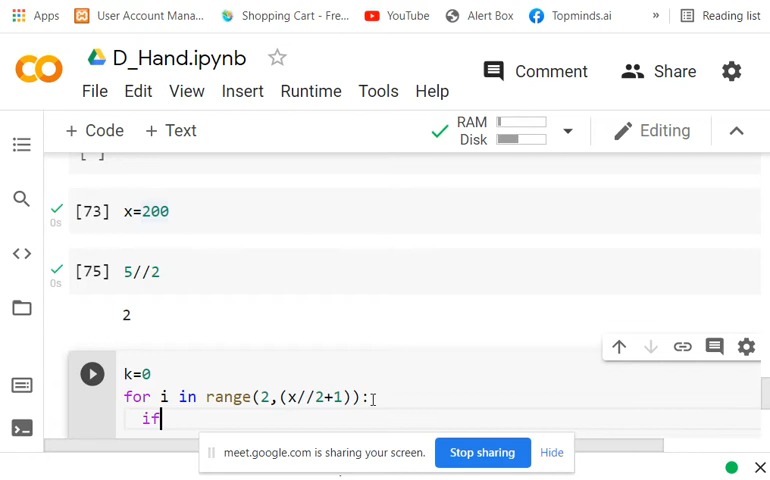 Apps
User Account Mana...
Shopping Cart - Fre...
YouTube
Alert Box
Topminds.ai
»
Reading list
CO
D_Hand.ipynb
File Edit View Insert Runtime Tools Help
Comment
Share
+ Code + Text
RAM
Disk
Editing
[ ]
[73] x=200
0s
[75] 5//2
0s
2
k=0
for i in range(2,(x//2+1)):
if
meet.google.com is sharing your screen.
Stop sharing
Hide